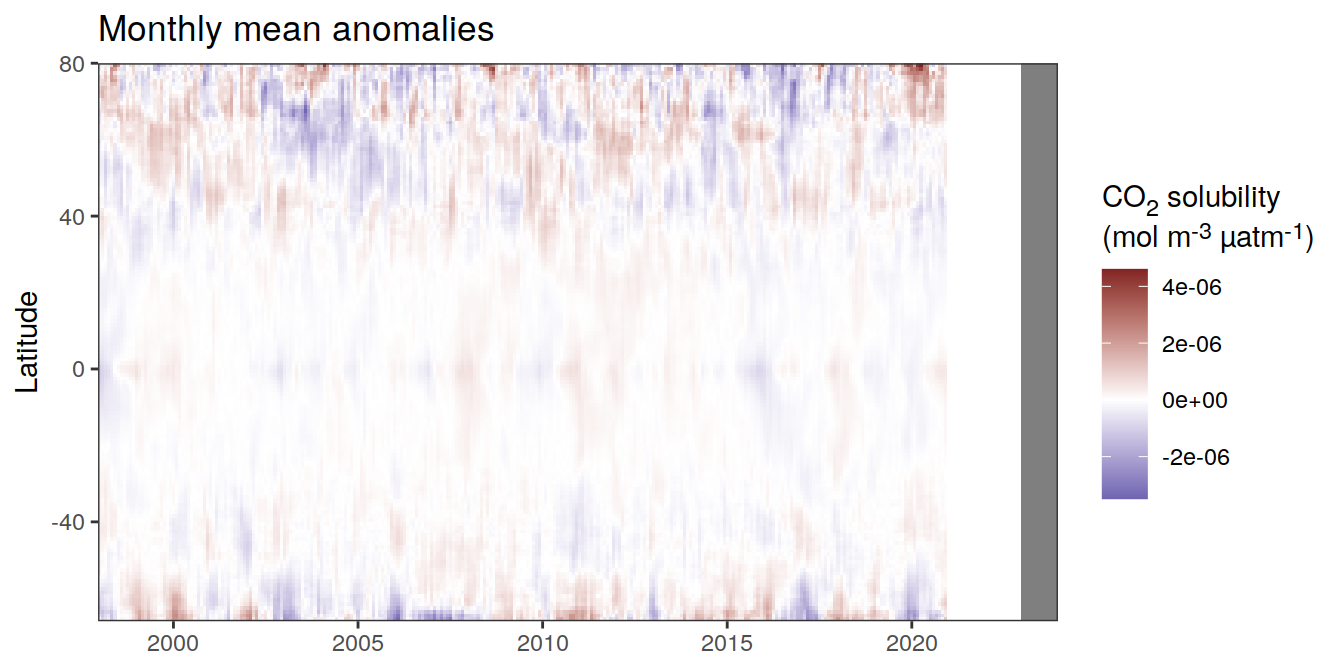 Monthly mean anomalies
80
40
0
-40
Latitude
2000 2005 2010 2015 2020
CO₂ solubility
(mol m⁻³ µatm⁻¹)
4e-06
2e-06
0e+00
-2e-06